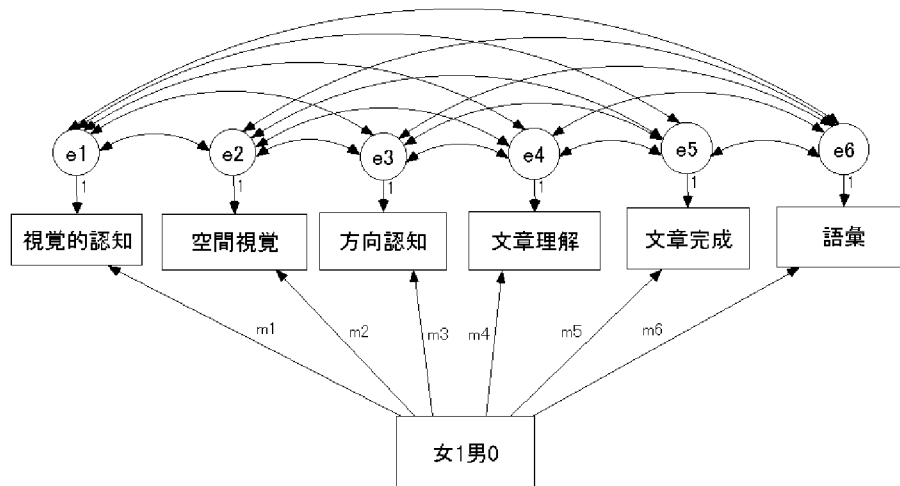 e1
e2
e3
e4
e5
e6
1
1
1
1
1
1
視覚的認知
空間視覚
方向認知
文章理解
文章完成
語彙
m1
m2
m3
m4
m5
m6
女1男0